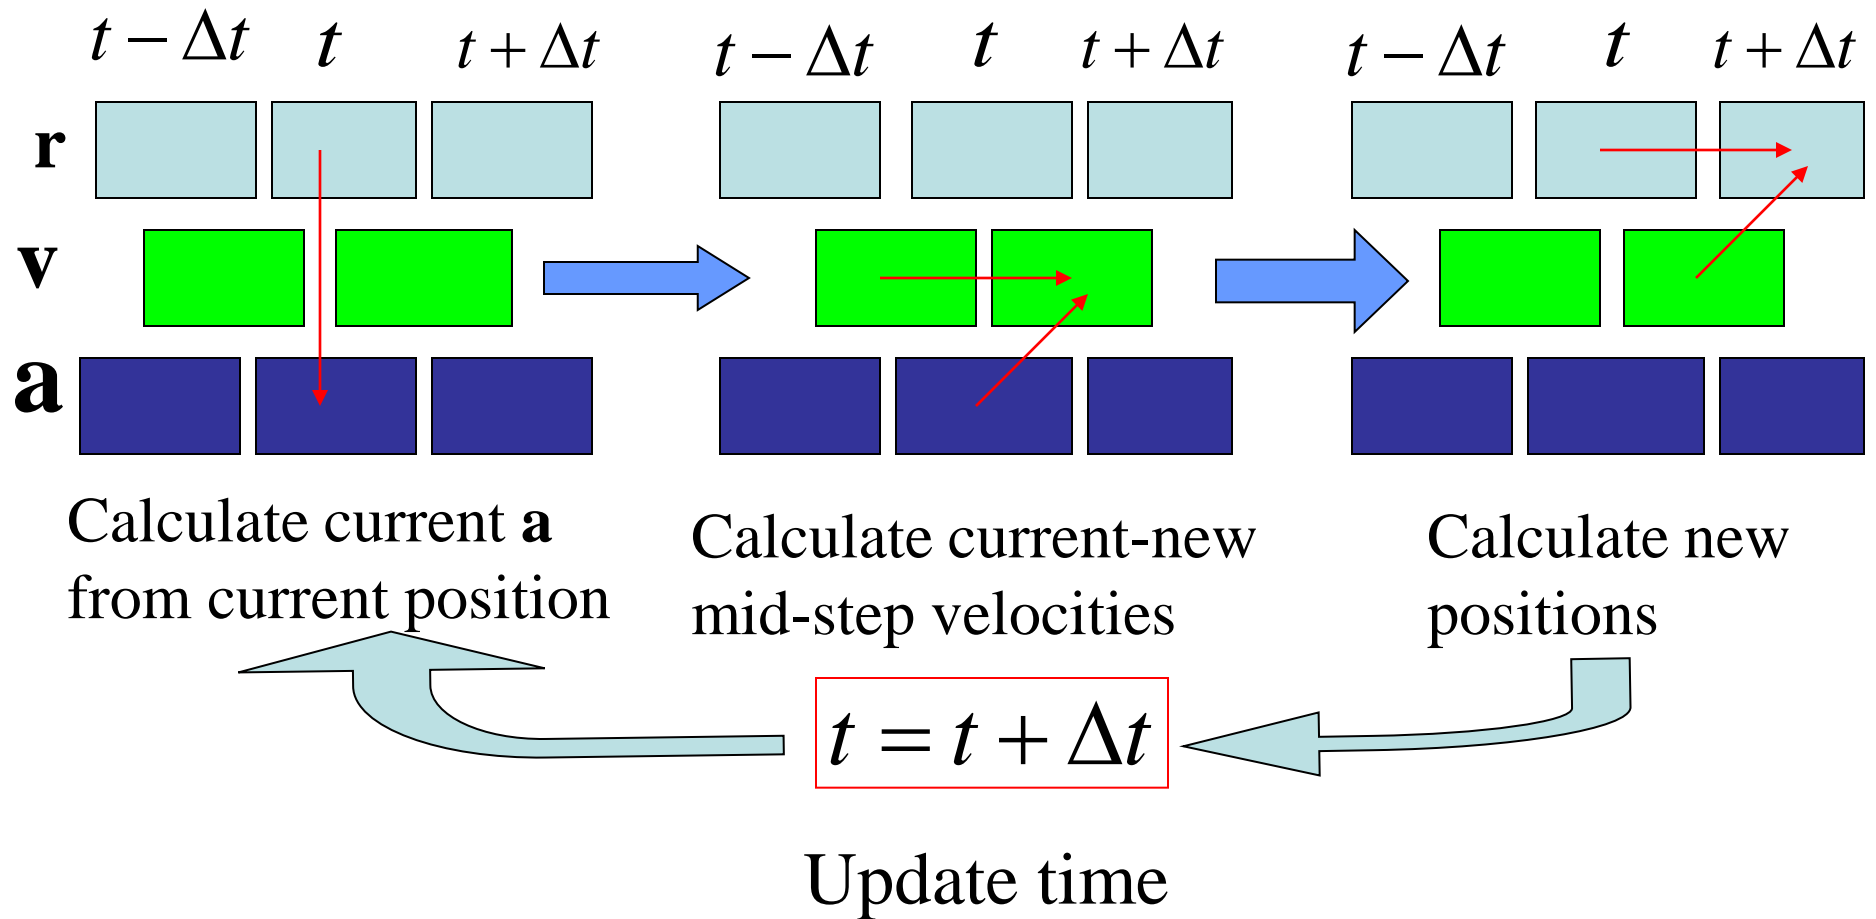 t − Δt t t + Δt t − Δt t t + Δt t − Δt t t + Δt
r
v
a
Calculate current a
from current position
Calculate current-new
mid-step velocities
Calculate new
positions
t = t + Δt
Update time